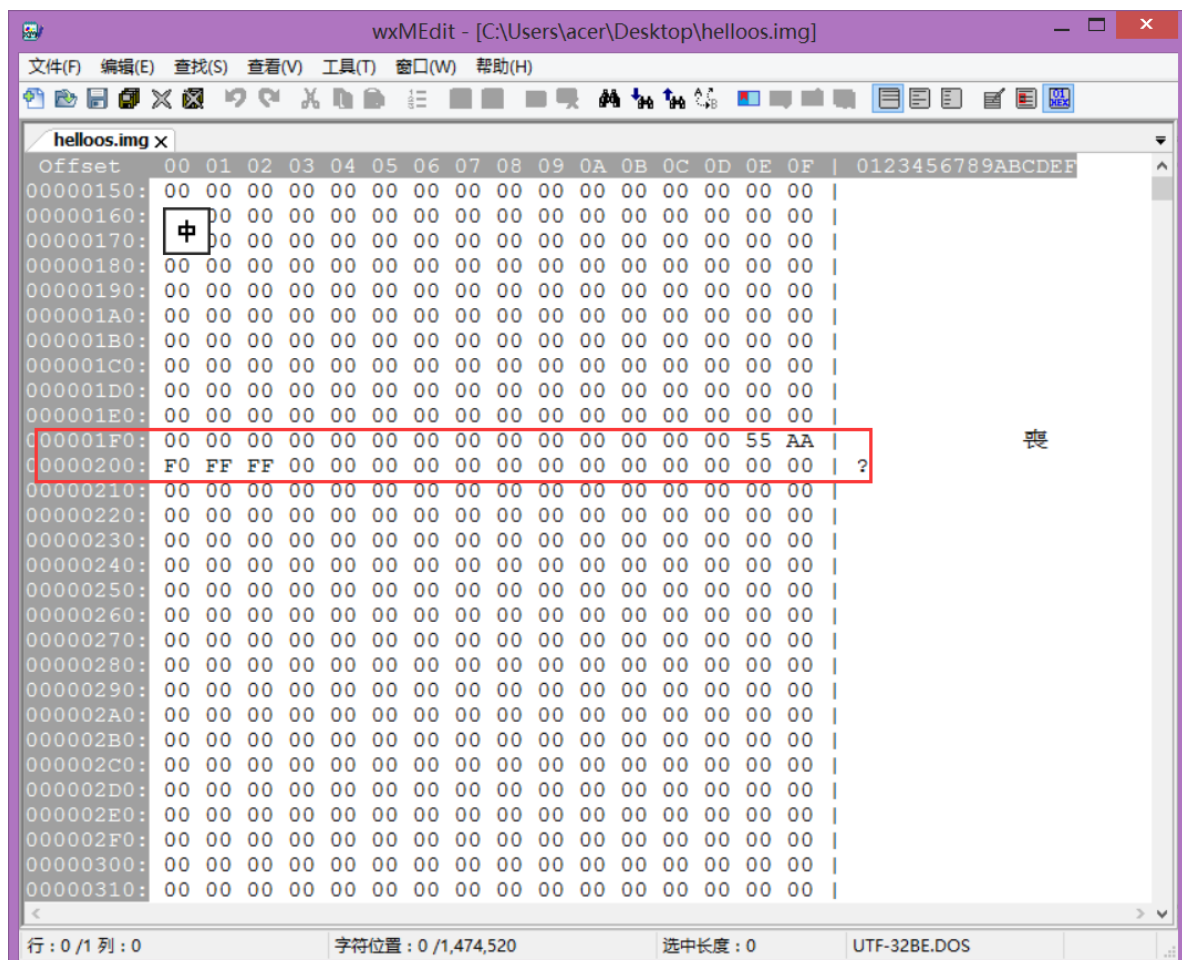 wxMEdit - [C:\Users\acer\Desktop\helloos.img]
文件(F) 编辑(E) 查找(S) 查看(V) 工具(T) 窗口(W) 帮助(H)
helloos.img x
Offset 00 01 02 03 04 05 06 07 08 09 0A 0B 0C 0D 0E 0F | 0123456789ABCDEF
00000150: 00 00 00 00 00 00 00 00 00 00 00 00 00 00 00 00 |
00000160: 00 00 00 00 00 00 00 00 00 00 00 00 00 00 00 |
中
00000170: 00 00 00 00 00 00 00 00 00 00 00 00 00 00 00 |
00000180: 00 00 00 00 00 00 00 00 00 00 00 00 00 00 00 00 |
00000190: 00 00 00 00 00 00 00 00 00 00 00 00 00 00 00 00 |
000001A0: 00 00 00 00 00 00 00 00 00 00 00 00 00 00 00 00 |
000001B0: 00 00 00 00 00 00 00 00 00 00 00 00 00 00 00 00 |
000001C0: 00 00 00 00 00 00 00 00 00 00 00 00 00 00 00 00 |
000001D0: 00 00 00 00 00 00 00 00 00 00 00 00 00 00 00 00 |
000001E0: 00 00 00 00 00 00 00 00 00 00 00 00 00 00 00 00 |
000001F0: 00 00 00 00 00 00 00 00 00 00 00 00 00 00 55 AA | 喪
00000200: F0 FF FF 00 00 00 00 00 00 00 00 00 00 00 00 00 | ?
00000210: 00 00 00 00 00 00 00 00 00 00 00 00 00 00 00 00 |
00000220: 00 00 00 00 00 00 00 00 00 00 00 00 00 00 00 00 |
00000230: 00 00 00 00 00 00 00 00 00 00 00 00 00 00 00 00 |
00000240: 00 00 00 00 00 00 00 00 00 00 00 00 00 00 00 00 |
00000250: 00 00 00 00 00 00 00 00 00 00 00 00 00 00 00 00 |
00000260: 00 00 00 00 00 00 00 00 00 00 00 00 00 00 00 00 |
00000270: 00 00 00 00 00 00 00 00 00 00 00 00 00 00 00 00 |
00000280: 00 00 00 00 00 00 00 00 00 00 00 00 00 00 00 00 |
00000290: 00 00 00 00 00 00 00 00 00 00 00 00 00 00 00 00 |
000002A0: 00 00 00 00 00 00 00 00 00 00 00 00 00 00 00 00 |
000002B0: 00 00 00 00 00 00 00 00 00 00 00 00 00 00 00 00 |
000002C0: 00 00 00 00 00 00 00 00 00 00 00 00 00 00 00 00 |
000002D0: 00 00 00 00 00 00 00 00 00 00 00 00 00 00 00 00 |
000002E0: 00 00 00 00 00 00 00 00 00 00 00 00 00 00 00 00 |
000002F0: 00 00 00 00 00 00 00 00 00 00 00 00 00 00 00 00 |
00000300: 00 00 00 00 00 00 00 00 00 00 00 00 00 00 00 00 |
00000310: 00 00 00 00 00 00 00 00 00 00 00 00 00 00 00 00 |
行 : 0 /1 列 : 0 字符位置 : 0 /1,474,520 选中长度 : 0 UTF-32BE.DOS